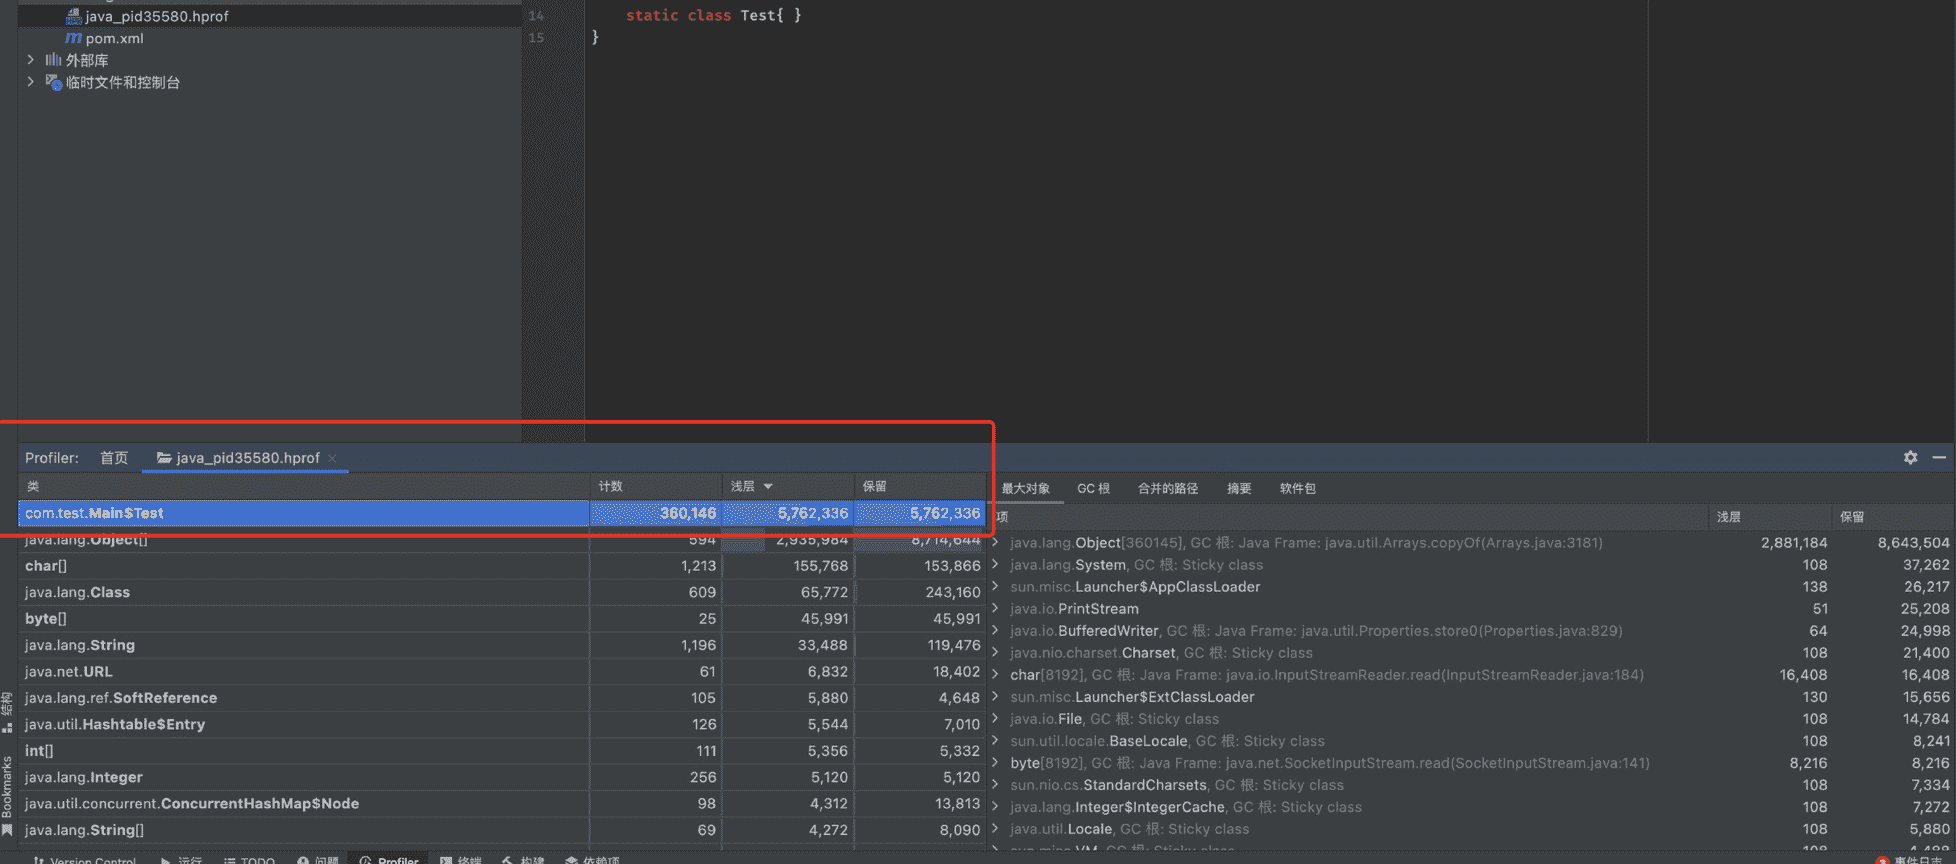 java_pid35580.hprof
pom.xml
外部库
临时文件和控制台
14 static class Test{ }
15 }
Profiler: 首页 java_pid35580.hprof
类 计数 浅层 保留
com.test.Main$Test 360,146 5,762,336 5,762,336
java.lang.Object[] 594 2,935,984 8,714,644
char[] 1,213 155,768 153,866
java.lang.Class 609 65,772 243,160
byte[] 25 45,991 45,991
java.lang.String 1,196 33,488 119,476
java.net.URL 61 6,832 18,402
java.lang.ref.SoftReference 105 5,880 4,648
java.util.Hashtable$Entry 126 5,544 7,010
int[] 111 5,356 5,332
java.lang.Integer 256 5,120 5,120
java.util.concurrent.ConcurrentHashMap$Node 98 4,312 13,813
java.lang.String[] 69 4,272 8,090
最大对象 GC 根 合并的路径 摘要 软件包
项 浅层 保留
java.lang.Object[360145], GC 根: Java Frame: java.util.Arrays.copyOf(Arrays.java:3181) 2,881,184 8,643,504
java.lang.System, GC 根: Sticky class 108 37,262
sun.misc.Launcher$AppClassLoader 138 26,217
java.io.PrintStream 51 25,208
java.io.BufferedWriter, GC 根: Java Frame: java.util.Properties.store0(Properties.java:829) 64 24,998
java.nio.charset.Charset, GC 根: Sticky class 108 21,400
char[8192], GC 根: Java Frame: java.io.InputStreamReader.read(InputStreamReader.java:184) 16,408 16,408
sun.misc.Launcher$ExtClassLoader 130 15,656
java.io.File, GC 根: Sticky class 108 14,784
sun.util.locale.BaseLocale, GC 根: Sticky class 108 8,241
byte[8192], GC 根: Java Frame: java.net.SocketInputStream.read(SocketInputStream.java:141) 8,216 8,216
sun.nio.cs.StandardCharsets, GC 根: Sticky class 108 7,334
java.lang.Integer$IntegerCache, GC 根: Sticky class 108 7,272
java.util.Locale, GC 根: Sticky class 108 5,880
sun.misc.VM, GC 根: Sticky class 108 4,488
结构
Bookmarks
Version Control 运行 TODO 问题 Profiler 终端 构建 依赖项 事件日志